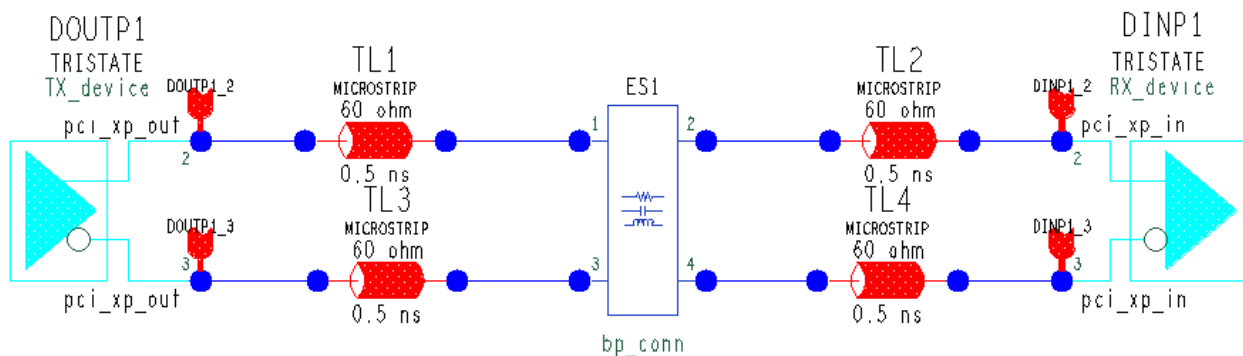 DOUTP1
TRISTATE
TX_device
pci_xp_out
2
DOUTP1_2
TL1
MICROSTRIP
60 ohm
0.5 ns
ES1
1
2
TL2
MICROSTRIP
60 ohm
0.5 ns
DINP1_2
DINP1
TRISTATE
RX_device
pci_xp_in
2
DOUTP1_3
3
pci_xp_out
TL3
MICROSTRIP
60 ohm
0.5 ns
3
4
bp_conn
TL4
MICROSTRIP
60 ohm
0.5 ns
DINP1_3
3
pci_xp_in